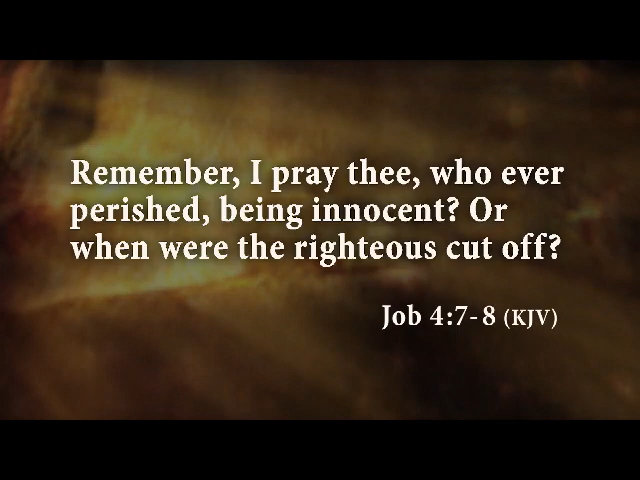 Remember, I pray thee, who ever
perished, being innocent? Or
when were the righteous cut off?
Job 4:7-8 (KJV)